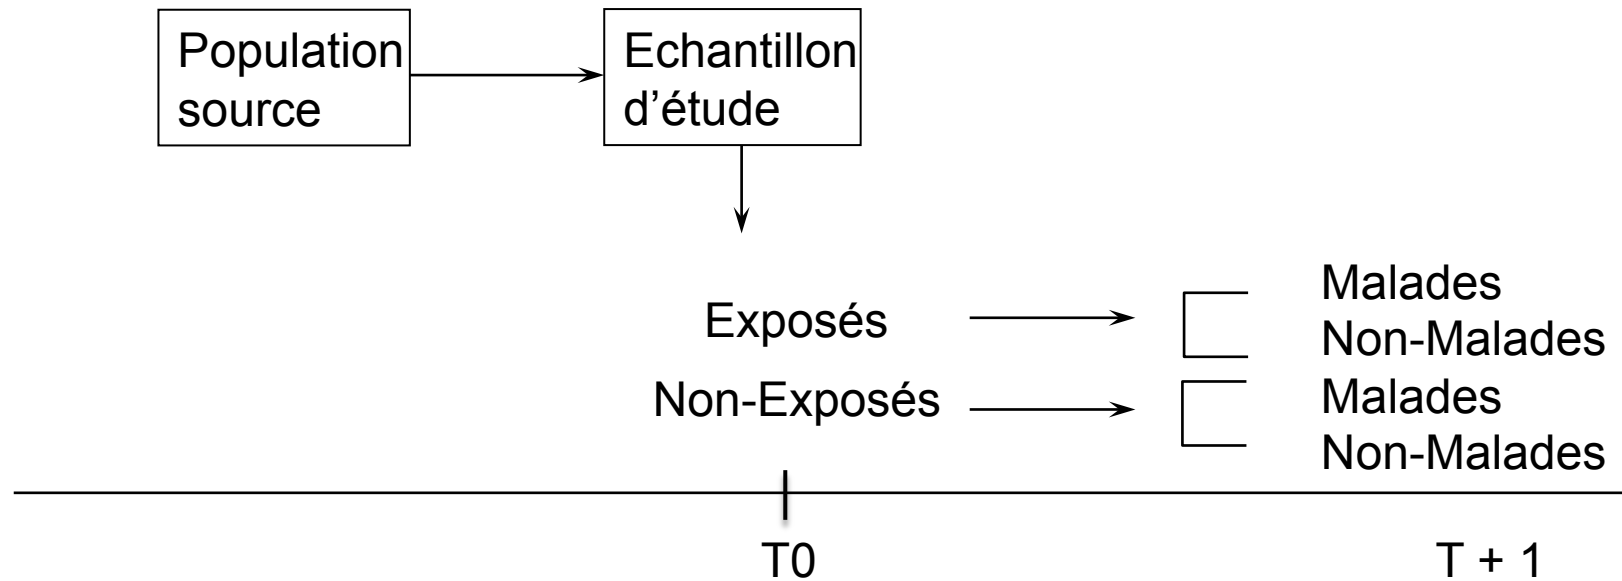 Population
source
Echantillon
d’étude
Exposés
Malades
Non-Malades
Non-Exposés
Malades
Non-Malades
T0
T + 1